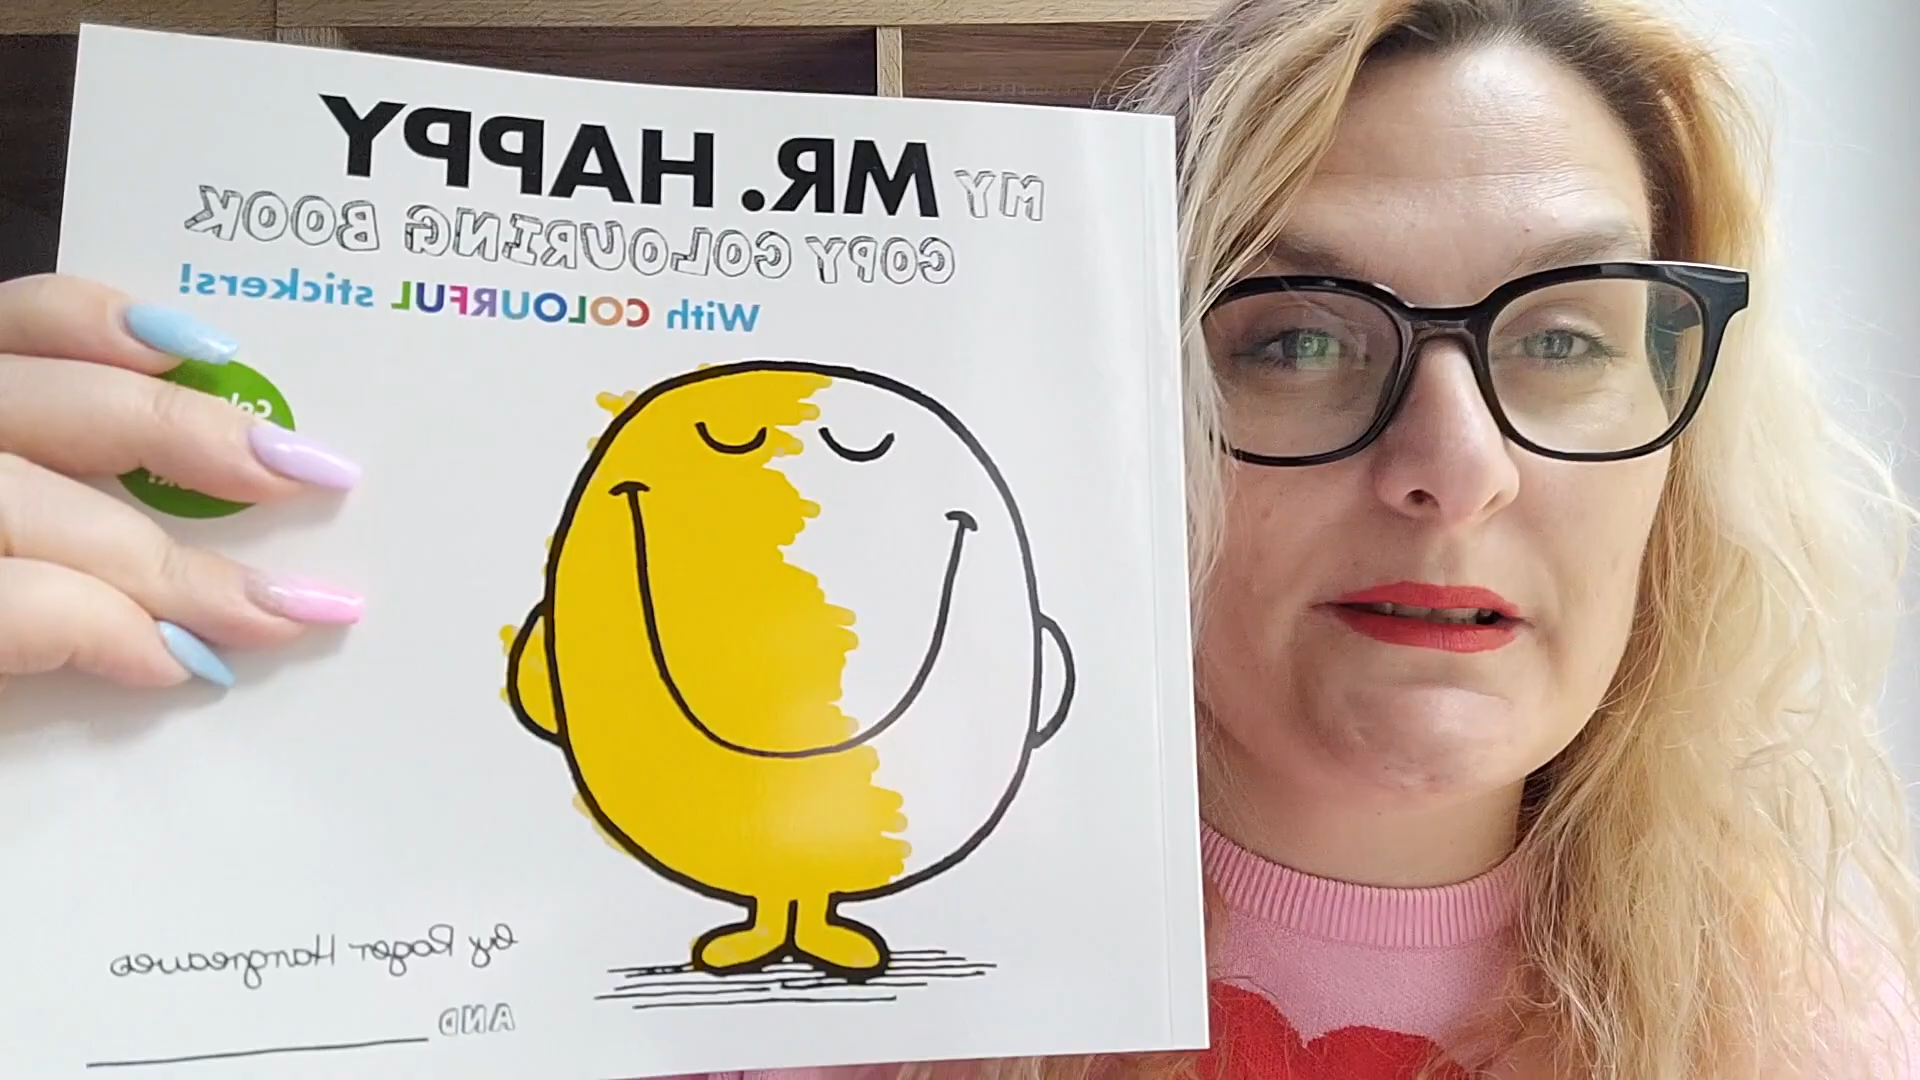 MY MR. HAPPY
COPY COLOURING BOOK
With COLOURFUL stickers!
by Roger Hargreaves
AND